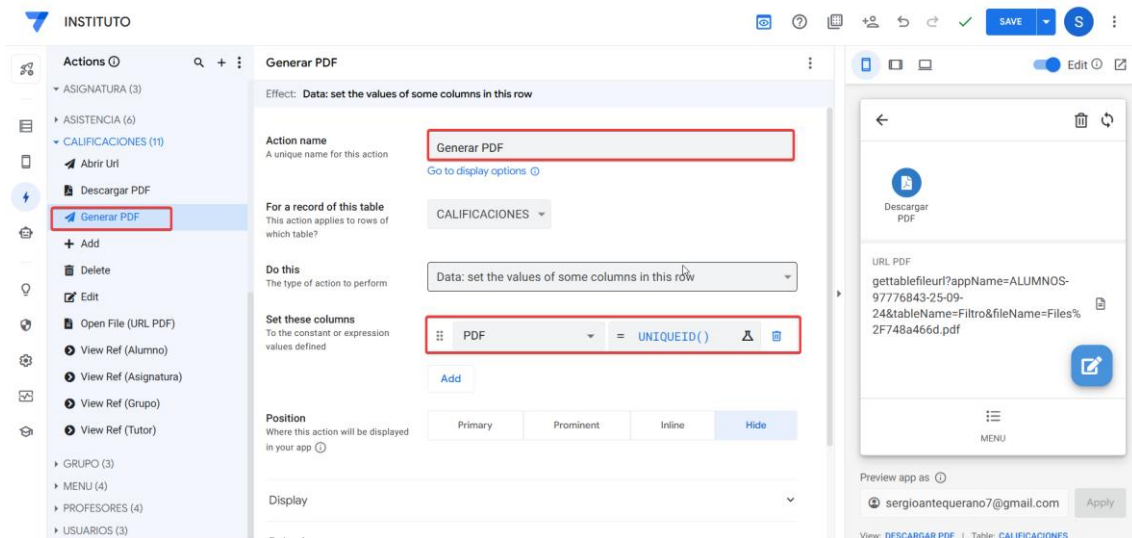 INSTITUTO
SAVE
S
Actions
ASIGNATURA (3)
ASISTENCIA (6)
CALIFICACIONES (11)
Abrir Url
Descargar PDF
Generar PDF
Add
Delete
Edit
Open File (URL PDF)
View Ref (Alumno)
View Ref (Asignatura)
View Ref (Grupo)
View Ref (Tutor)
GRUPO (3)
MENU (4)
PROFESORES (4)
USUARIOS (3)
Generar PDF
Effect: Data: set the values of some columns in this row
Action name
A unique name for this action
Generar PDF
Go to display options
For a record of this table
This action applies to rows of
which table?
CALIFICACIONES
Do this
The type of action to perform
Data: set the values of some columns in this row
Set these columns
To the constant or expression
values defined
PDF = UNIQUEID()
Add
Position
Where this action will be displayed
in your app
Primary Prominent Inline Hide
Display
Edit
Descargar
PDF
URL PDF
gettablefileurl?appName=ALUMNOS-
97776843-25-09-
24&tableName=Filtro&fileName=Files%
2F748a466d.pdf
MENU
Preview app as
sergioantequerano7@gmail.com Apply
View: DESCARGAR PDF | Table: CALIFICACIONES